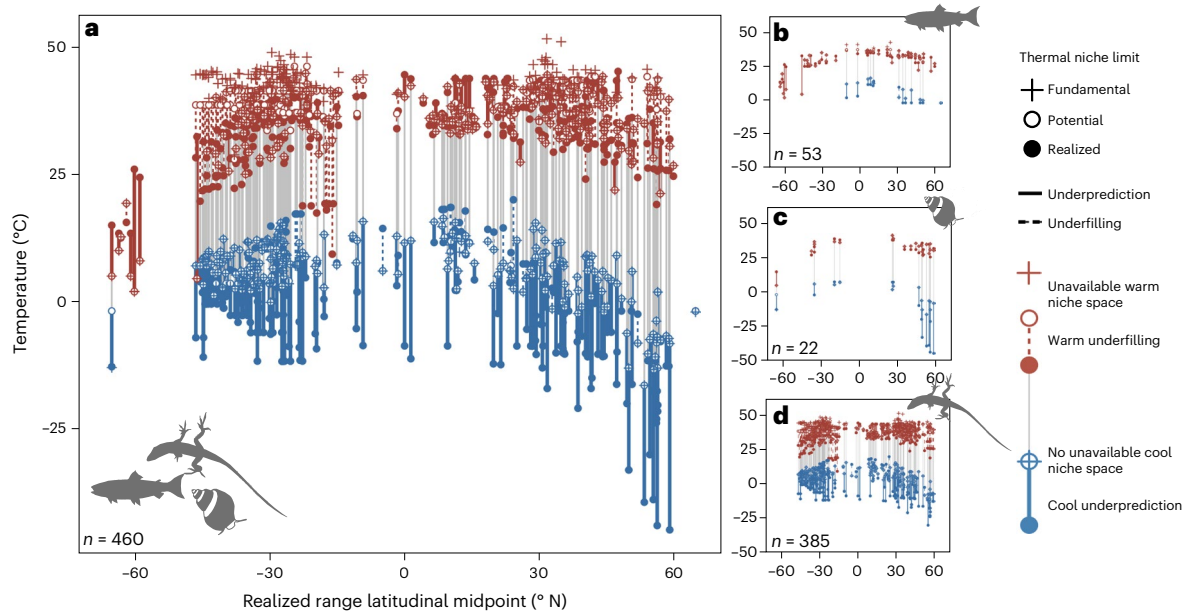 a
50
25
0
−25
Temperature (°C)
n = 460
−60
−30
0
30
60
Realized range latitudinal midpoint (° N)
b
50
25
0
−25
−50
n = 53
−60
−30
0
30
60
c
50
25
0
−25
−50
n = 22
−60
−30
0
30
60
d
50
25
0
−25
−50
n = 385
−60
−30
0
30
60
Thermal niche limit
Fundamental
Potential
Realized
Underprediction
Underfilling
Unavailable warm
niche space
Warm underfilling
No unavailable cool
niche space
Cool underprediction